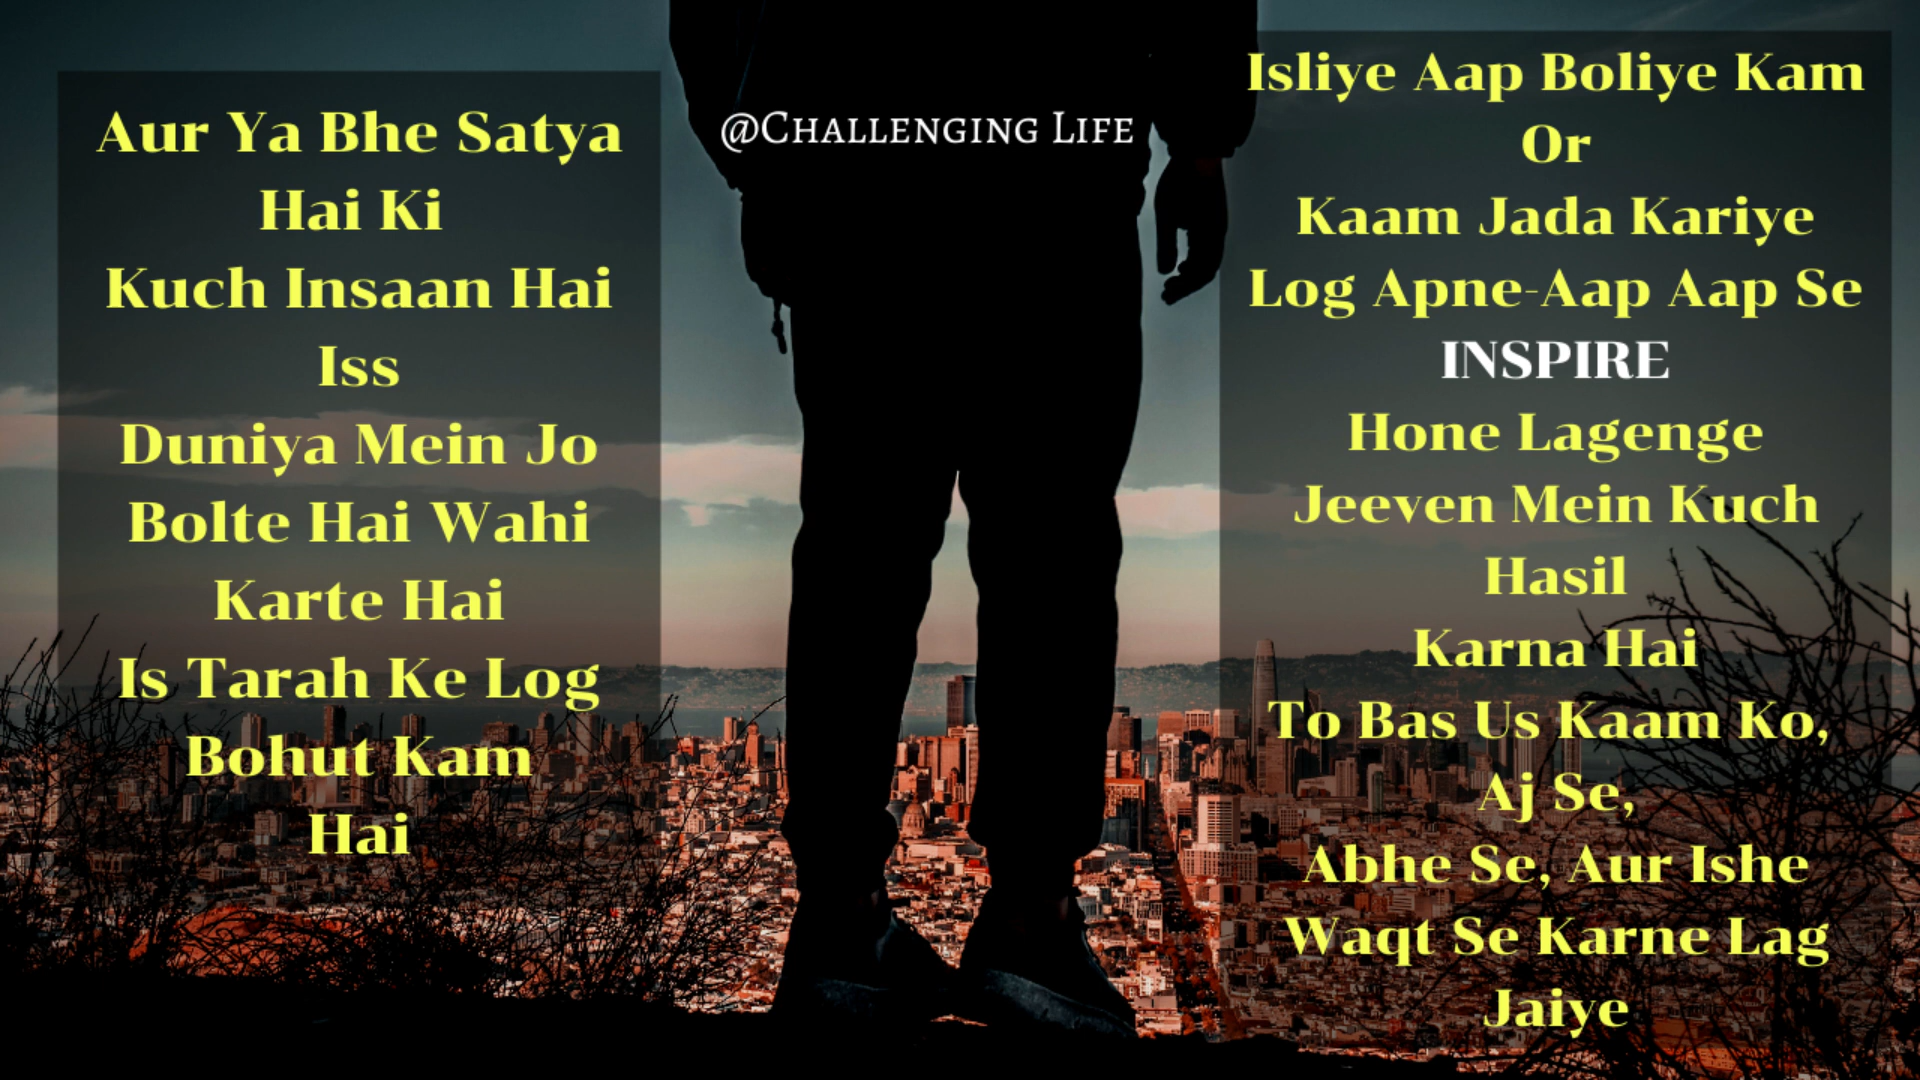 Aur Ya Bhe Satya
Hai Ki
Kuch Insaan Hai
Iss
Duniya Mein Jo
Bolte Hai Wahi
Karte Hai
Is Tarah Ke Log
Bohut Kam
Hai
@Challenging Life
Isliye Aap Boliye Kam
Or
Kaam Jada Kariye
Log Apne-Aap Aap Se
INSPIRE
Hone Lagenge
Jeeven Mein Kuch
Hasil
Karna Hai
To Bas Us Kaam Ko,
Aj Se,
Abhe Se, Aur Ishe
Waqt Se Karne Lag
Jaiye